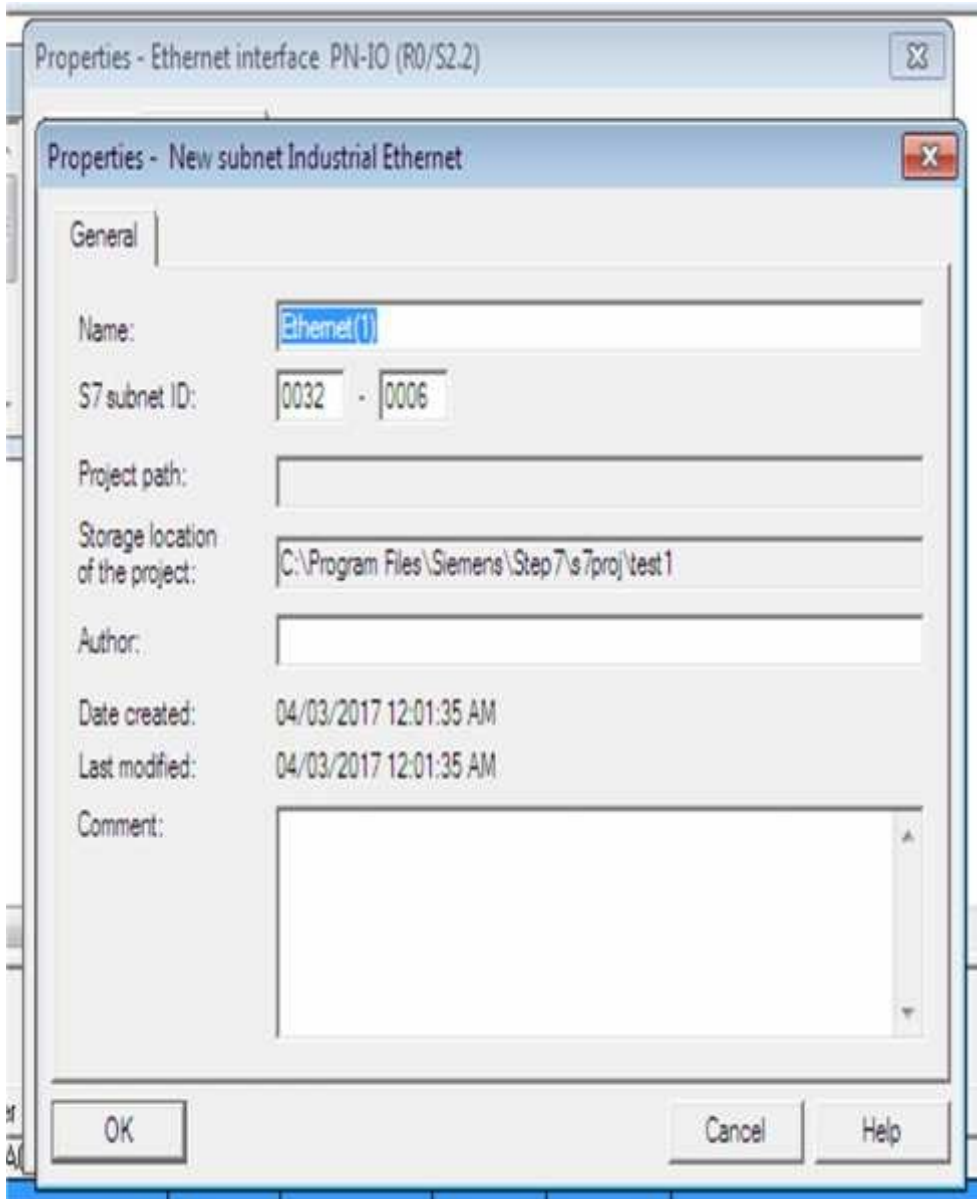 Properties - Ethernet interface PN-IO (R0/S2.2)
Properties - New subnet Industrial Ethernet
General
Name: Ethernet(1)
S7 subnet ID: 0032 - 0006
Project path:
Storage location
of the project: C:\Program Files\Siemens\Step7\s7proj\test1
Author:
Date created: 04/03/2017 12:01:35 AM
Last modified: 04/03/2017 12:01:35 AM
Comment:
OK Cancel Help